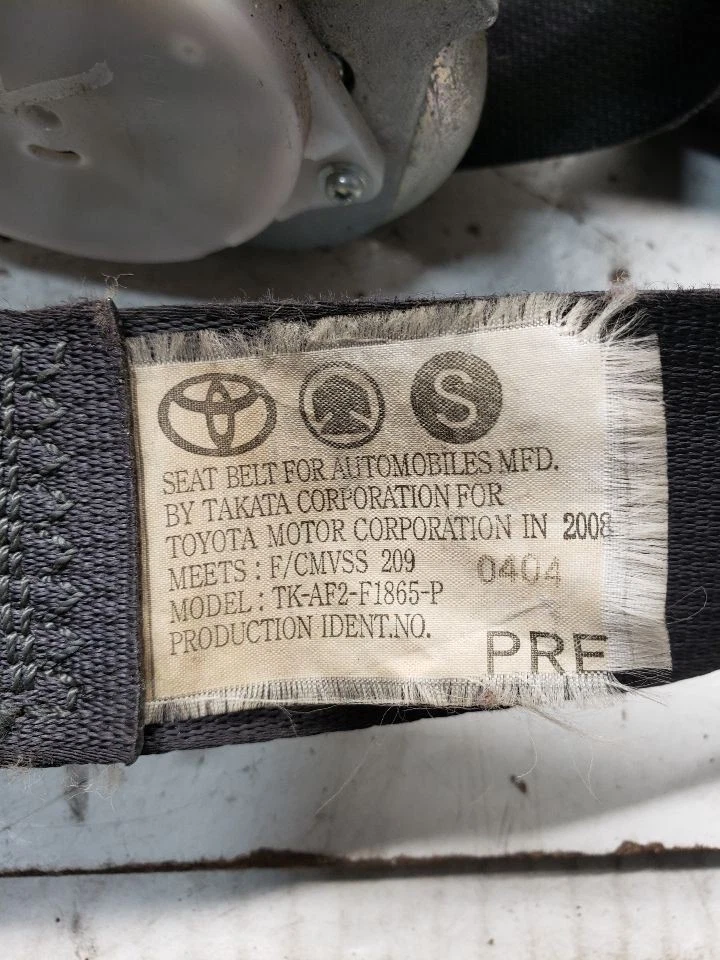 S
SEAT BELT FOR AUTOMOBILES MFD.
BY TAKATA CORPORATION FOR
TOYOTA MOTOR CORPORATION IN 2008
MEETS : F/CMVSS 209 0404
MODEL : TK-AF2-F1865-P
PRODUCTION IDENT.NO.
PRE